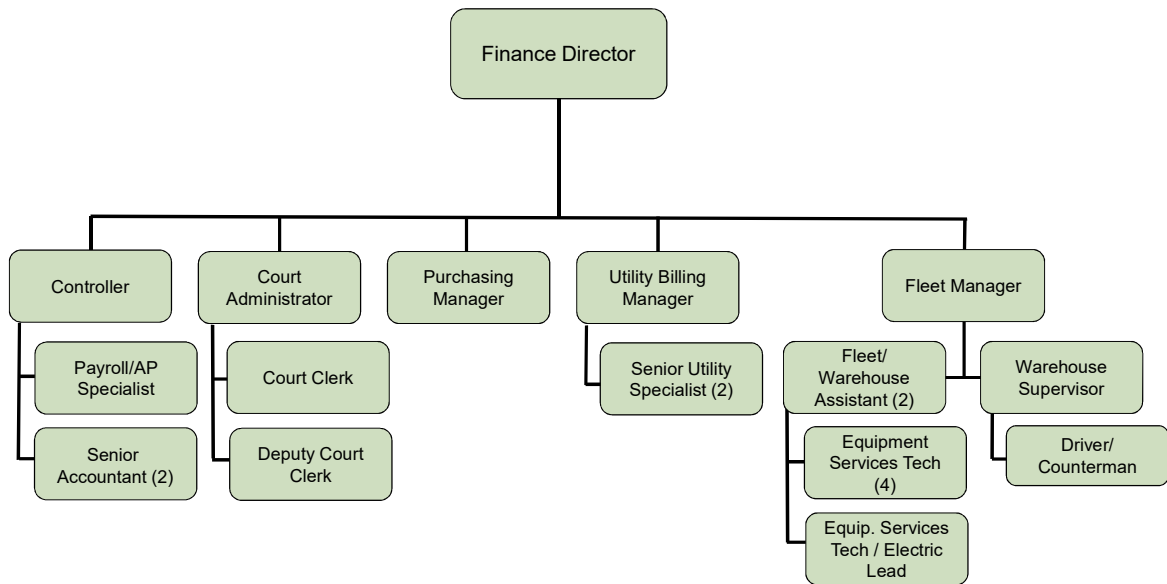 Finance Director
Controller
Court
Administrator
Purchasing
Manager
Utility Billing
Manager
Fleet Manager
Payroll/AP
Specialist
Senior
Accountant (2)
Court Clerk
Deputy Court
Clerk
Senior Utility
Specialist (2)
Fleet/
Warehouse
Assistant (2)
Equipment
Services Tech
(4)
Equip. Services
Tech / Electric
Lead
Warehouse
Supervisor
Driver/
Counterman